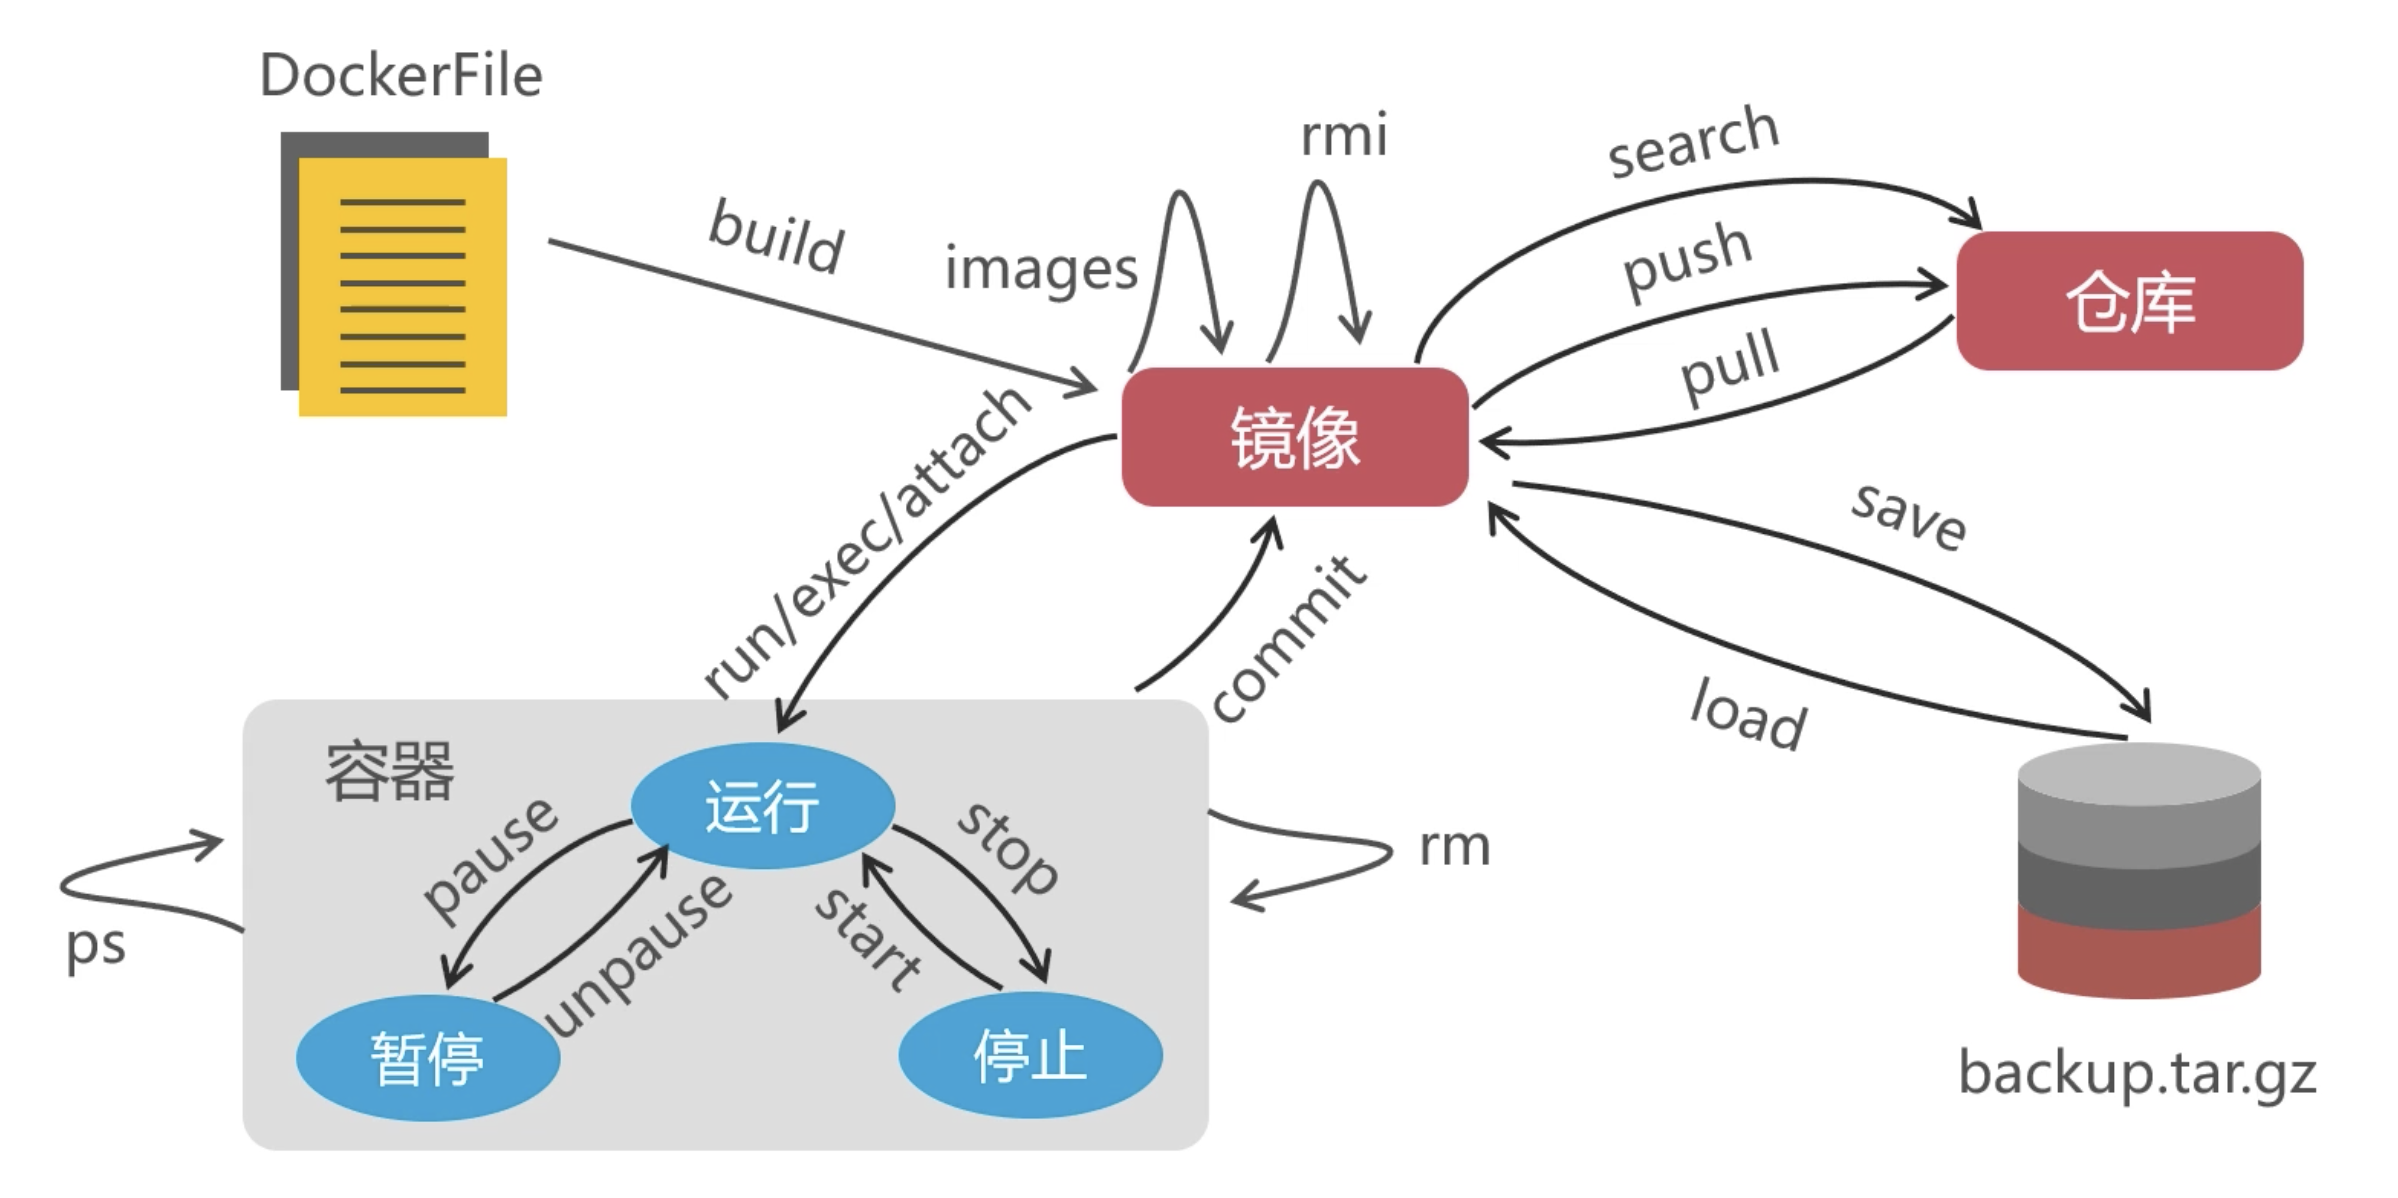 DockerFile
build
images
rmi
search
push
pull
仓库
镜像
run/exec/attach
commit
save
load
容器
运行
pause
unpause
stop
start
ps
rm
暂停
停止
backup.tar.gz